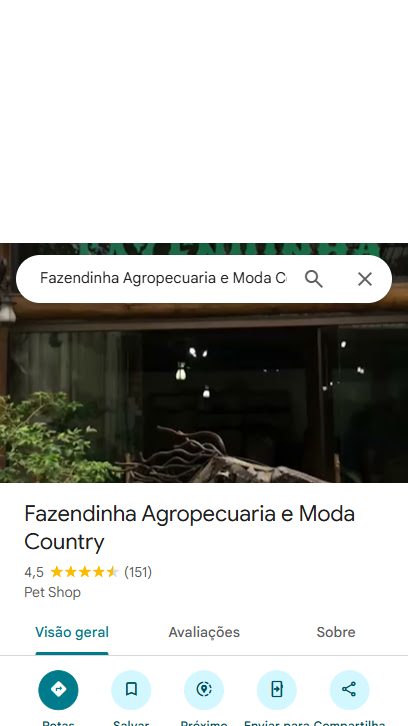 FAZENDINHA
Fazendinha Agropecuaria e Moda C
Fazendinha Agropecuaria e Moda
Country
4,5 (151)
Pet Shop
Visão geral Avaliações Sobre
Rotas Salvar Próximo Enviar para Compartilha